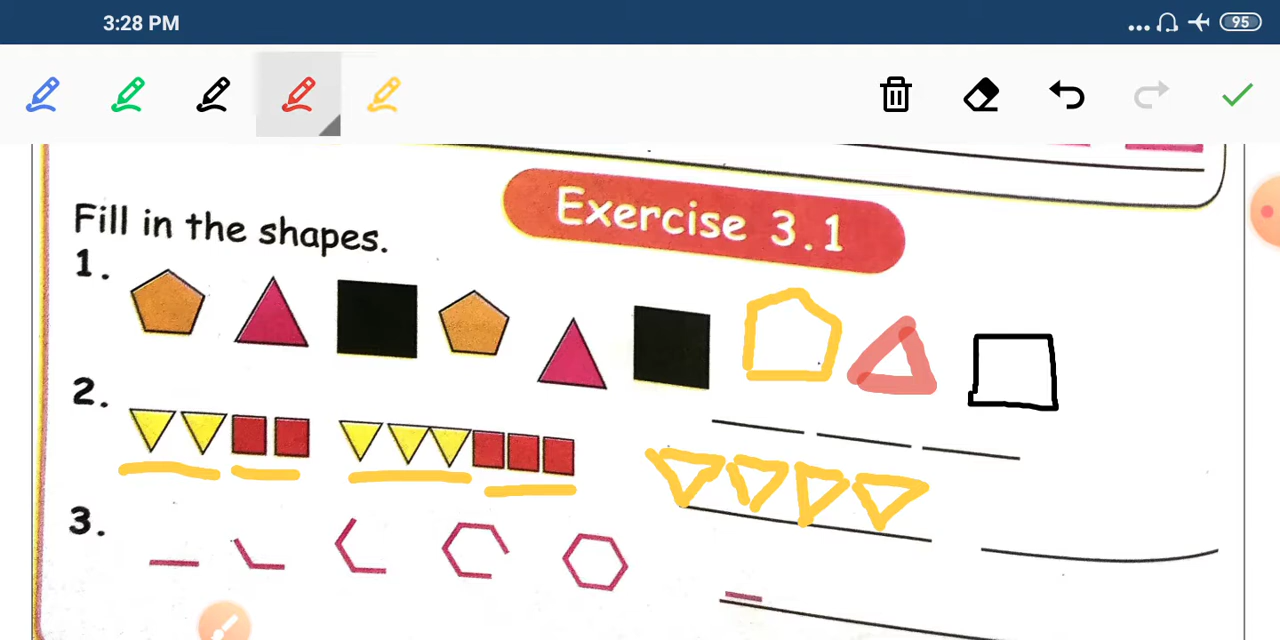 3:28 PM
95
Exercise 3.1
Fill in the shapes.
1.
2.
3.